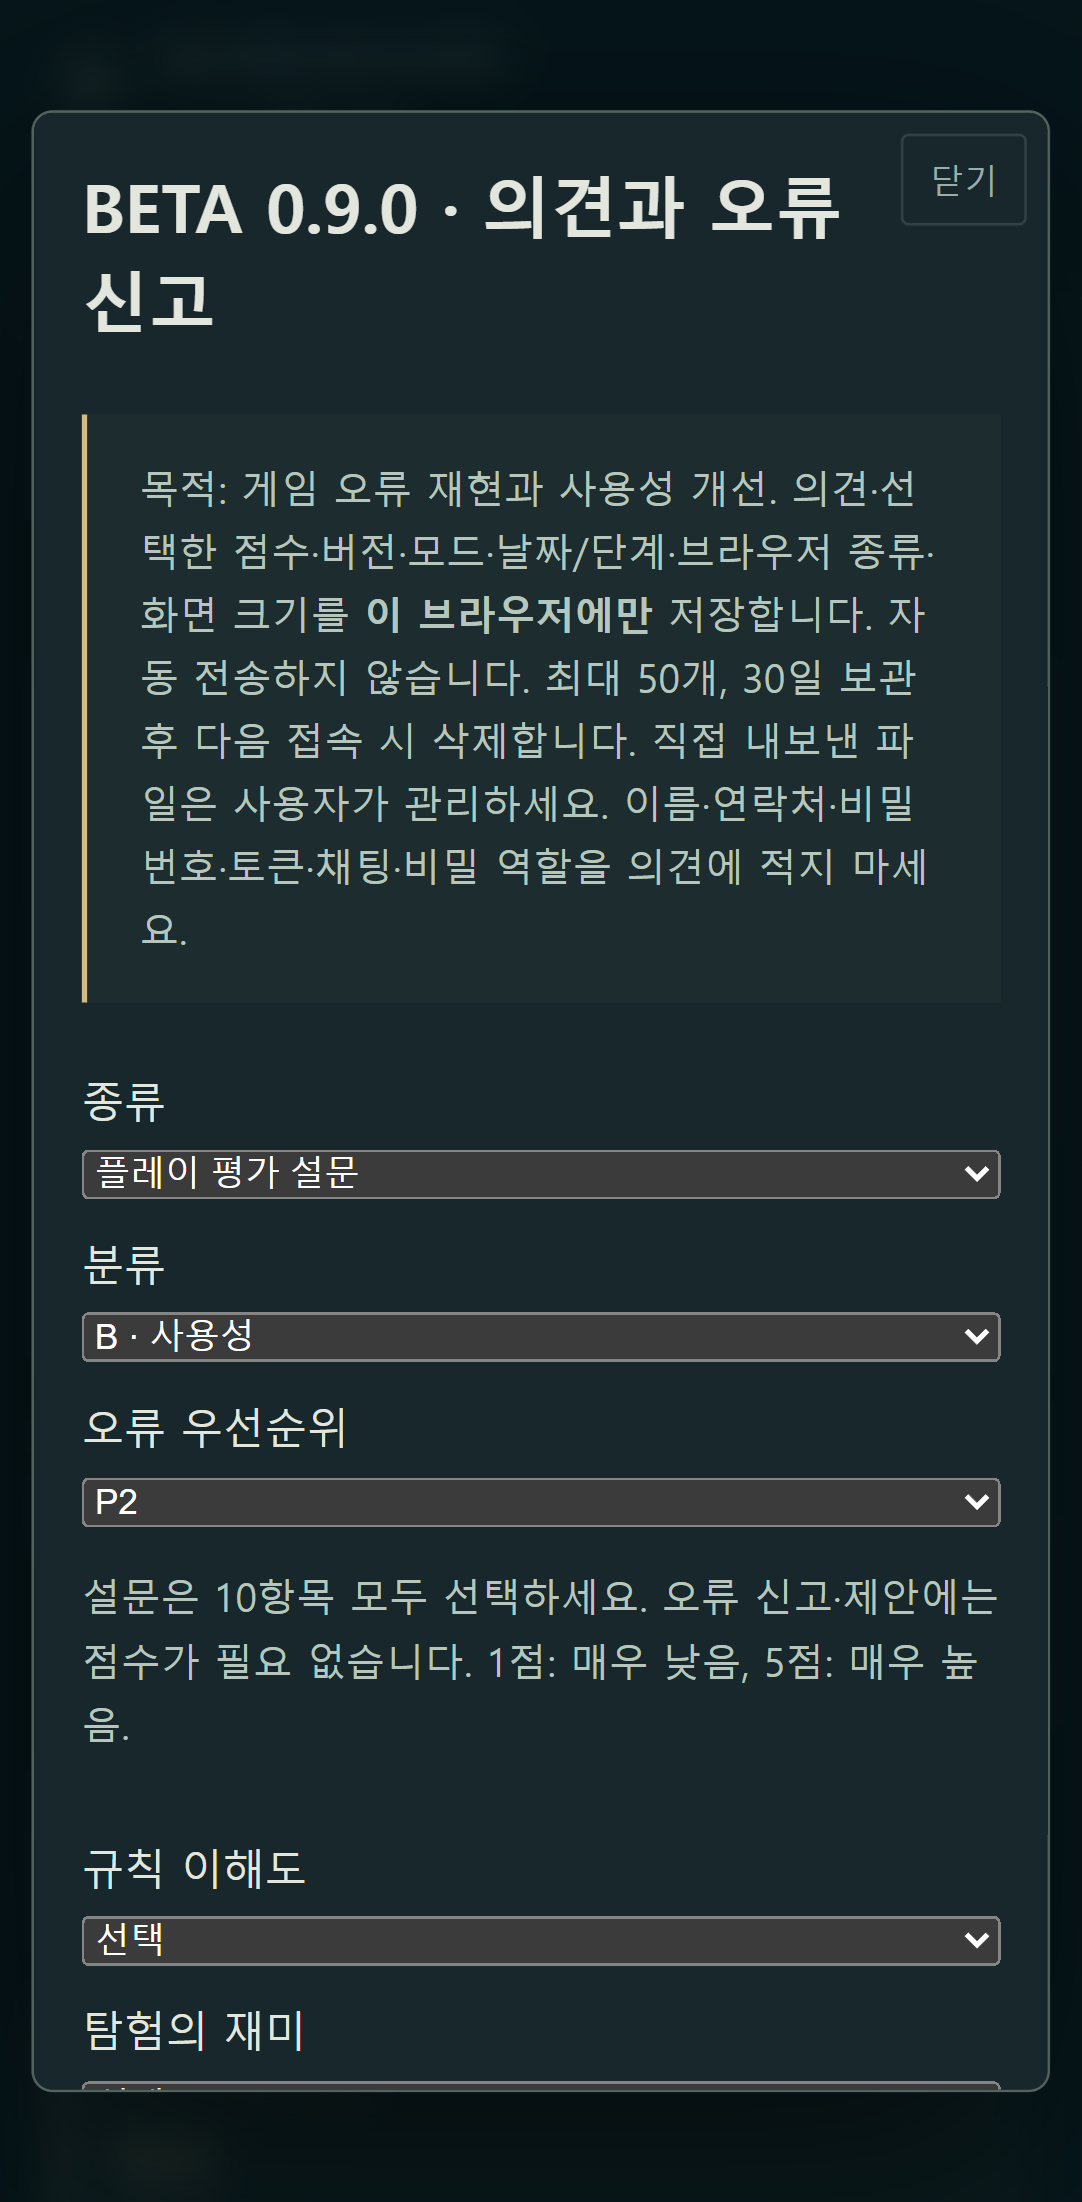 BETA 0.9.0 · 의견과 오류
신고
닫기
목적: 게임 오류 재현과 사용성 개선. 의견·선
택한 점수·버전·모드·날짜/단계·브라우저 종류·
화면 크기를 이 브라우저에만 저장합니다. 자
동 전송하지 않습니다. 최대 50개, 30일 보관
후 다음 접속 시 삭제합니다. 직접 내보낸 파
일은 사용자가 관리하세요. 이름·연락처·비밀
번호·토큰·채팅·비밀 역할을 의견에 적지 마세
요.
종류
플레이 평가 설문
분류
B · 사용성
오류 우선순위
P2
설문은 10항목 모두 선택하세요. 오류 신고·제안에는
점수가 필요 없습니다. 1점: 매우 낮음, 5점: 매우 높
음.
규칙 이해도
선택
탐험의 재미